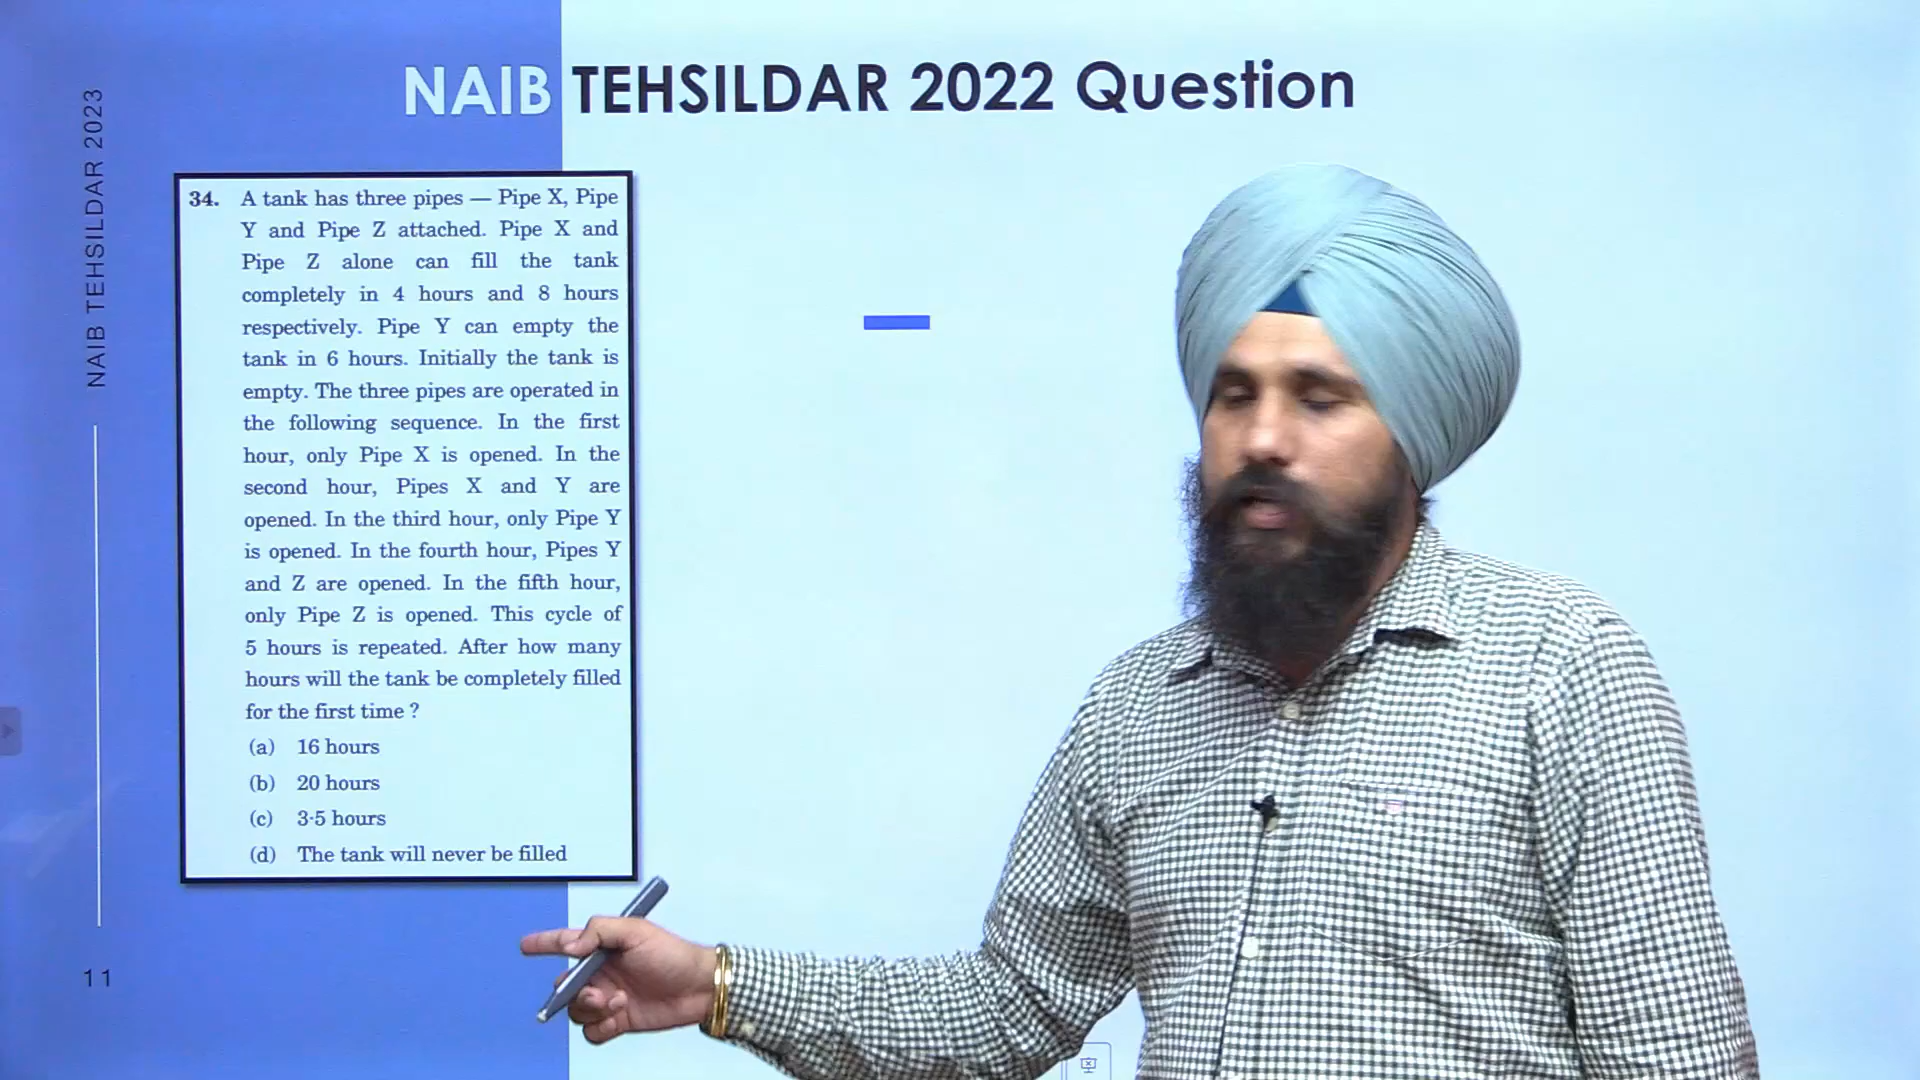 NAIB TEHSILDAR 2022 Question
NAIB TEHSILDAR 2023
34. A tank has three pipes — Pipe X, Pipe
Y and Pipe Z attached. Pipe X and
Pipe Z alone can fill the tank
completely in 4 hours and 8 hours
respectively. Pipe Y can empty the
tank in 6 hours. Initially the tank is
empty. The three pipes are operated in
the following sequence. In the first
hour, only Pipe X is opened. In the
second hour, Pipes X and Y are
opened. In the third hour, only Pipe Y
is opened. In the fourth hour, Pipes Y
and Z are opened. In the fifth hour,
only Pipe Z is opened. This cycle of
5 hours is repeated. After how many
hours will the tank be completely filled
for the first time ?
(a) 16 hours
(b) 20 hours
(c) 3·5 hours
(d) The tank will never be filled
11